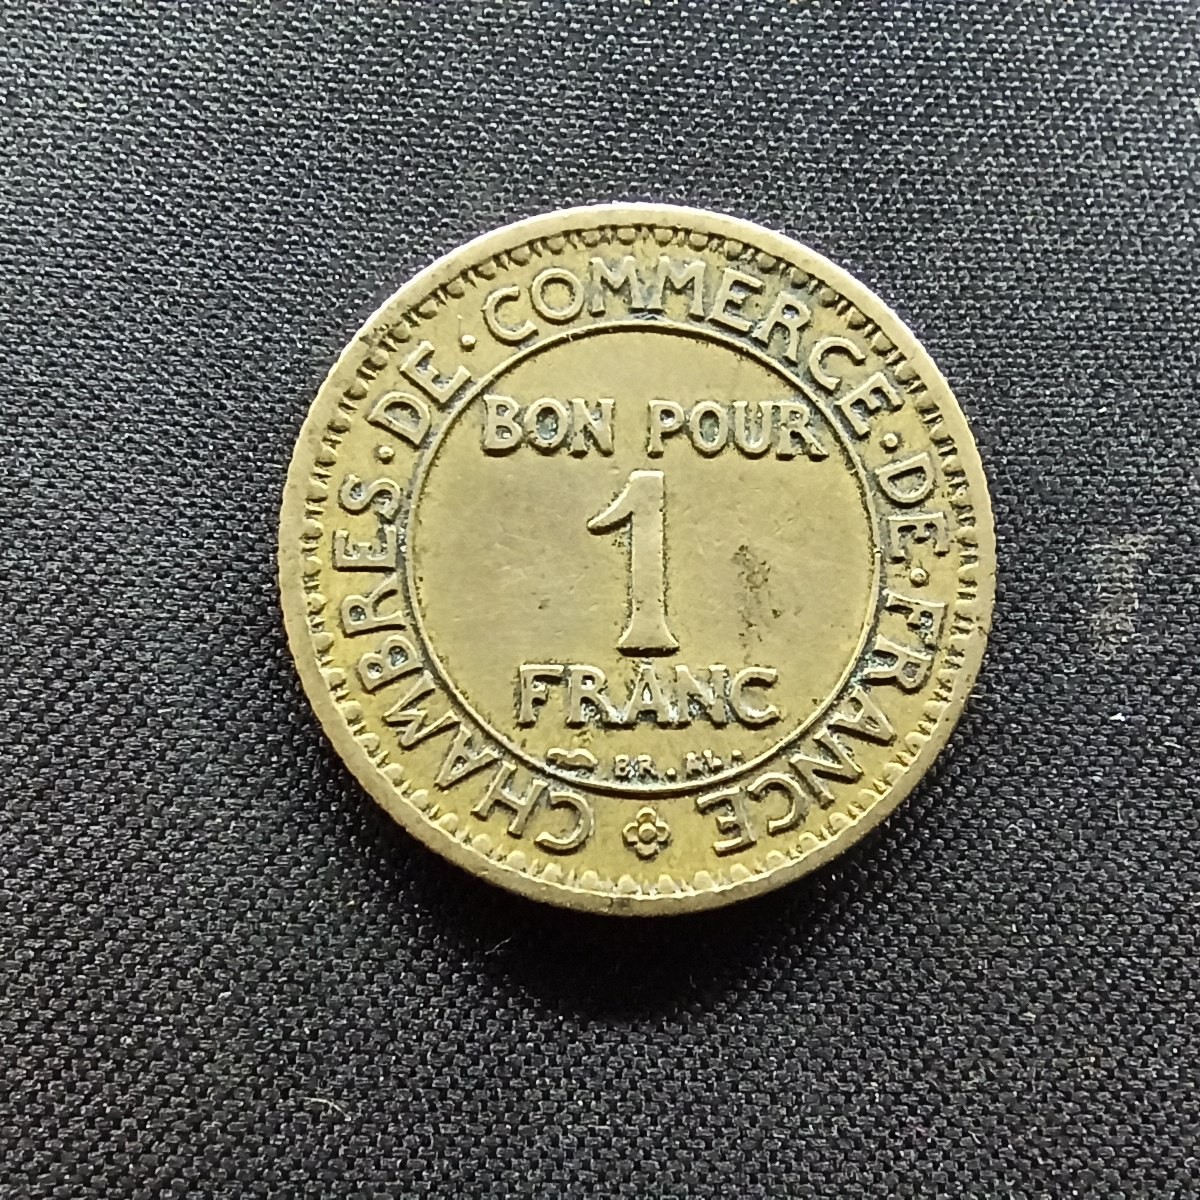 CHAMBRES · DE · COMMERCE · DE · FRANCE
BON POUR
1
FRANC
BR. AL.